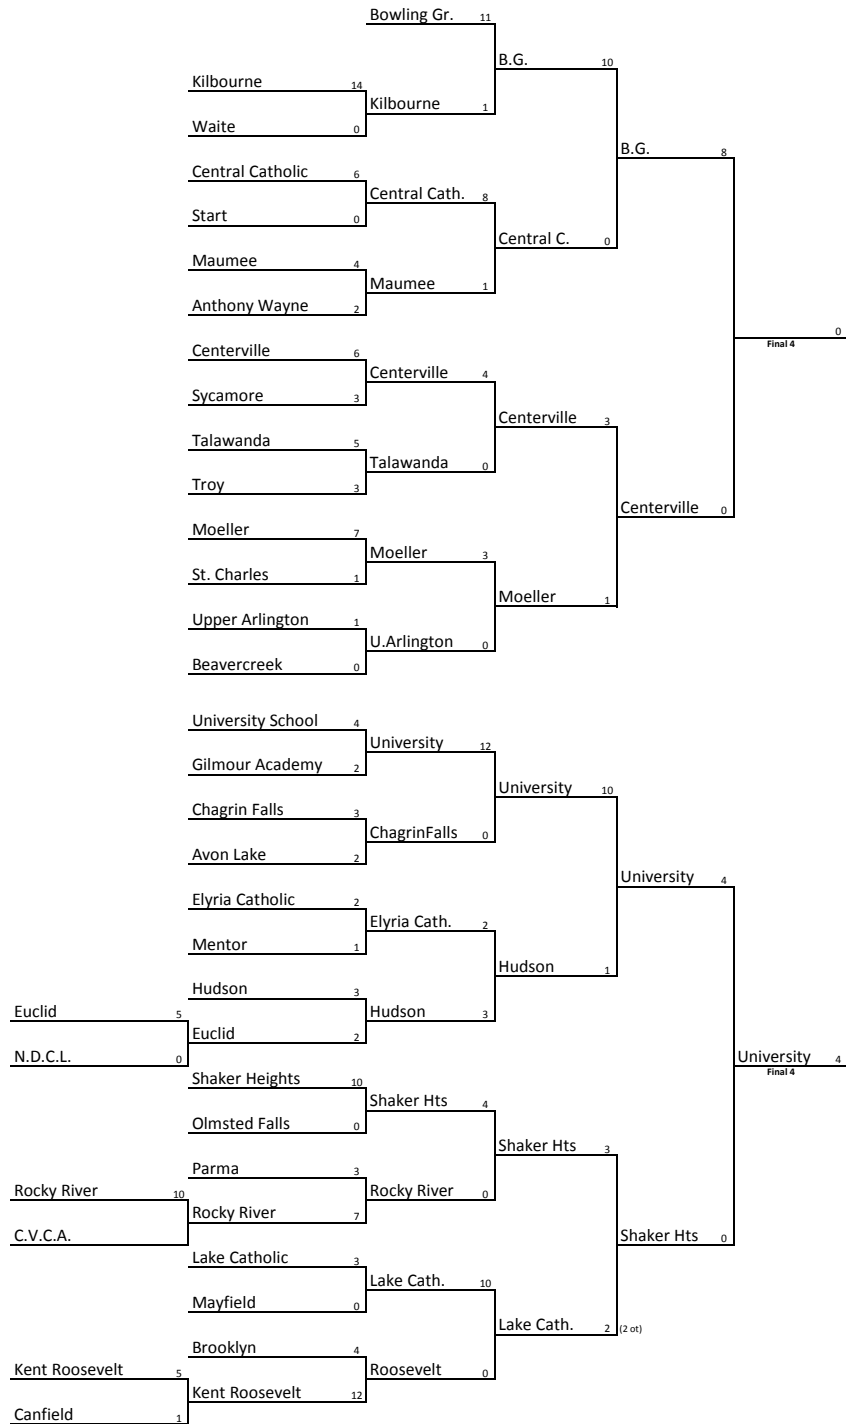 Bowling Gr. 11
B.G. 10
Kilbourne 14
Kilbourne 1
Waite 0
B.G. 8
Central Catholic 6
Central Cath. 8
Start 0
Central C. 0
Maumee 4
Maumee 1
Anthony Wayne 2
0
Final 4
Centerville 6
Centerville 4
Sycamore 3
Centerville 3
Talawanda 5
Talawanda 0
Troy 3
Centerville 0
Moeller 7
Moeller 3
St. Charles 1
Moeller 1
Upper Arlington 1
U.Arlington 0
Beavercreek 0
University School 4
University 12
Gilmour Academy 2
University 10
Chagrin Falls 3
ChagrinFalls 0
Avon Lake 2
University 4
Elyria Catholic 2
Elyria Cath. 2
Mentor 1
Hudson 1
Hudson 3
Euclid 5
Hudson 3
Euclid 2
N.D.C.L. 0
University 4
Final 4
Shaker Heights 10
Shaker Hts 4
Olmsted Falls 0
Shaker Hts 3
Parma 3
Rocky River 10
Rocky River 0
Rocky River 7
C.V.C.A.
Shaker Hts 0
Lake Catholic 3
Lake Cath. 10
Mayfield 0
Lake Cath. 2 (2 ot)
Brooklyn 4
Kent Roosevelt 5
Roosevelt 0
Kent Roosevelt 12
Canfield 1